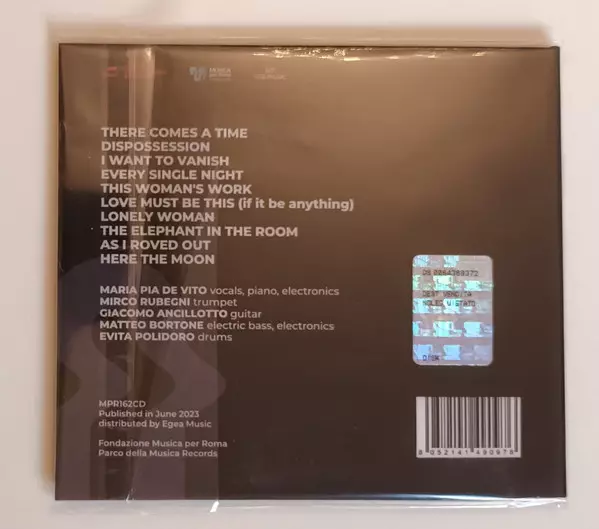 THERE COMES A TIME
DISPOSSESSION
I WANT TO VANISH
EVERY SINGLE NIGHT
THIS WOMAN'S WORK
LOVE MUST BE THIS (if it be anything)
LONELY WOMAN
THE ELEPHANT IN THE ROOM
AS I ROVED OUT
HERE THE MOON
MARIA PIA DE VITO vocals, piano, electronics
MIRCO RUBEGNI trumpet
GIACOMO ANCILLOTTO guitar
MATTEO BORTONE electric bass, electronics
EVITA POLIDORO drums
MPR162CD
Published in June 2023
distributed by Egea Music
Fondazione Musica per Roma
Parco della Musica Records